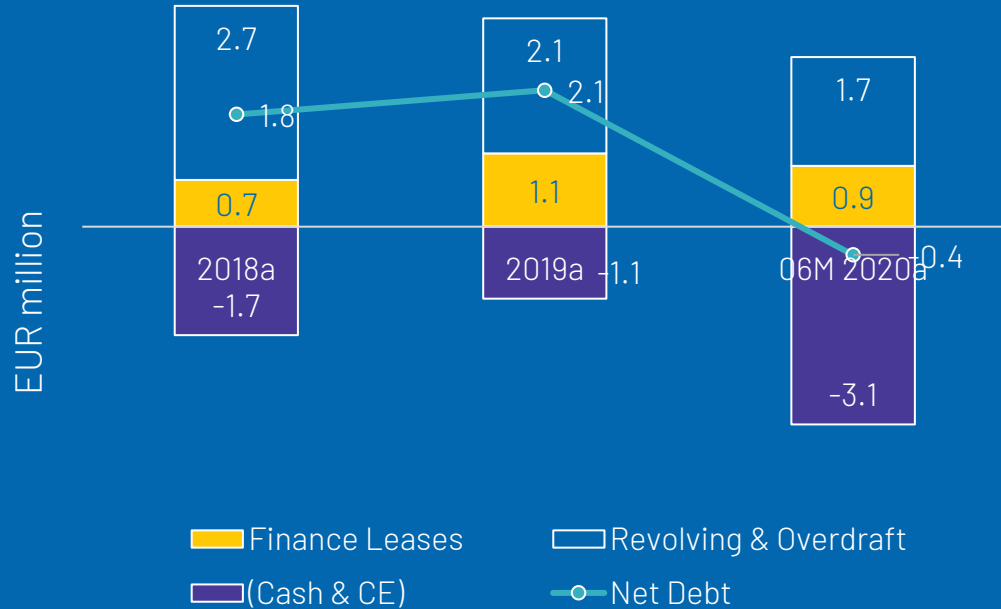 2.7
2.1
1.7
1.8
2.1
0.7
1.1
0.9
2018a
2019a
06M 2020a
-1.7
-1.1
-0.4
-3.1
EUR million
Finance Leases
Revolving & Overdraft
(Cash & CE)
Net Debt